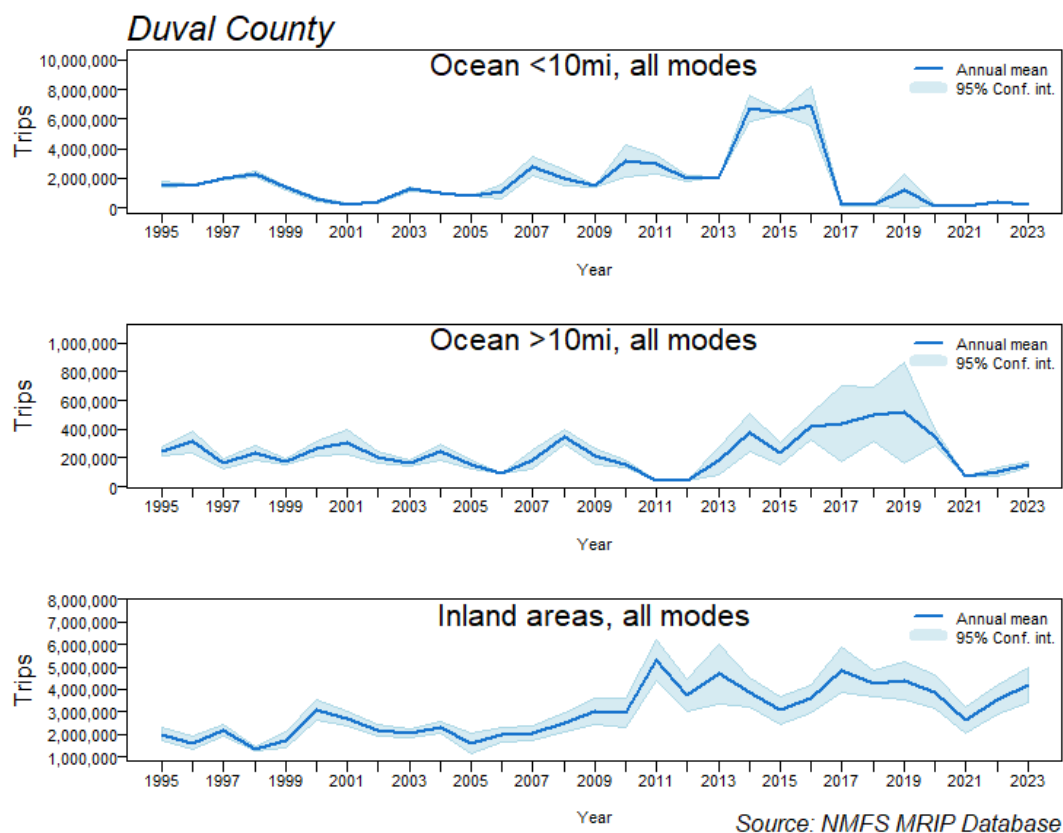 Duval County
Ocean <10mi, all modes
Annual mean
95% Conf. int.
Trips
10,000,000
8,000,000
6,000,000
4,000,000
2,000,000
0
1995 1997 1999 2001 2003 2005 2007 2009 2011 2013 2015 2017 2019 2021 2023
Year
Ocean >10mi, all modes
Annual mean
95% Conf. int.
Trips
1,000,000
800,000
600,000
400,000
200,000
0
1995 1997 1999 2001 2003 2005 2007 2009 2011 2013 2015 2017 2019 2021 2023
Year
Inland areas, all modes
Annual mean
95% Conf. int.
Trips
8,000,000
7,000,000
6,000,000
5,000,000
4,000,000
3,000,000
2,000,000
1,000,000
1995 1997 1999 2001 2003 2005 2007 2009 2011 2013 2015 2017 2019 2021 2023
Year
Source: NMFS MRIP Database